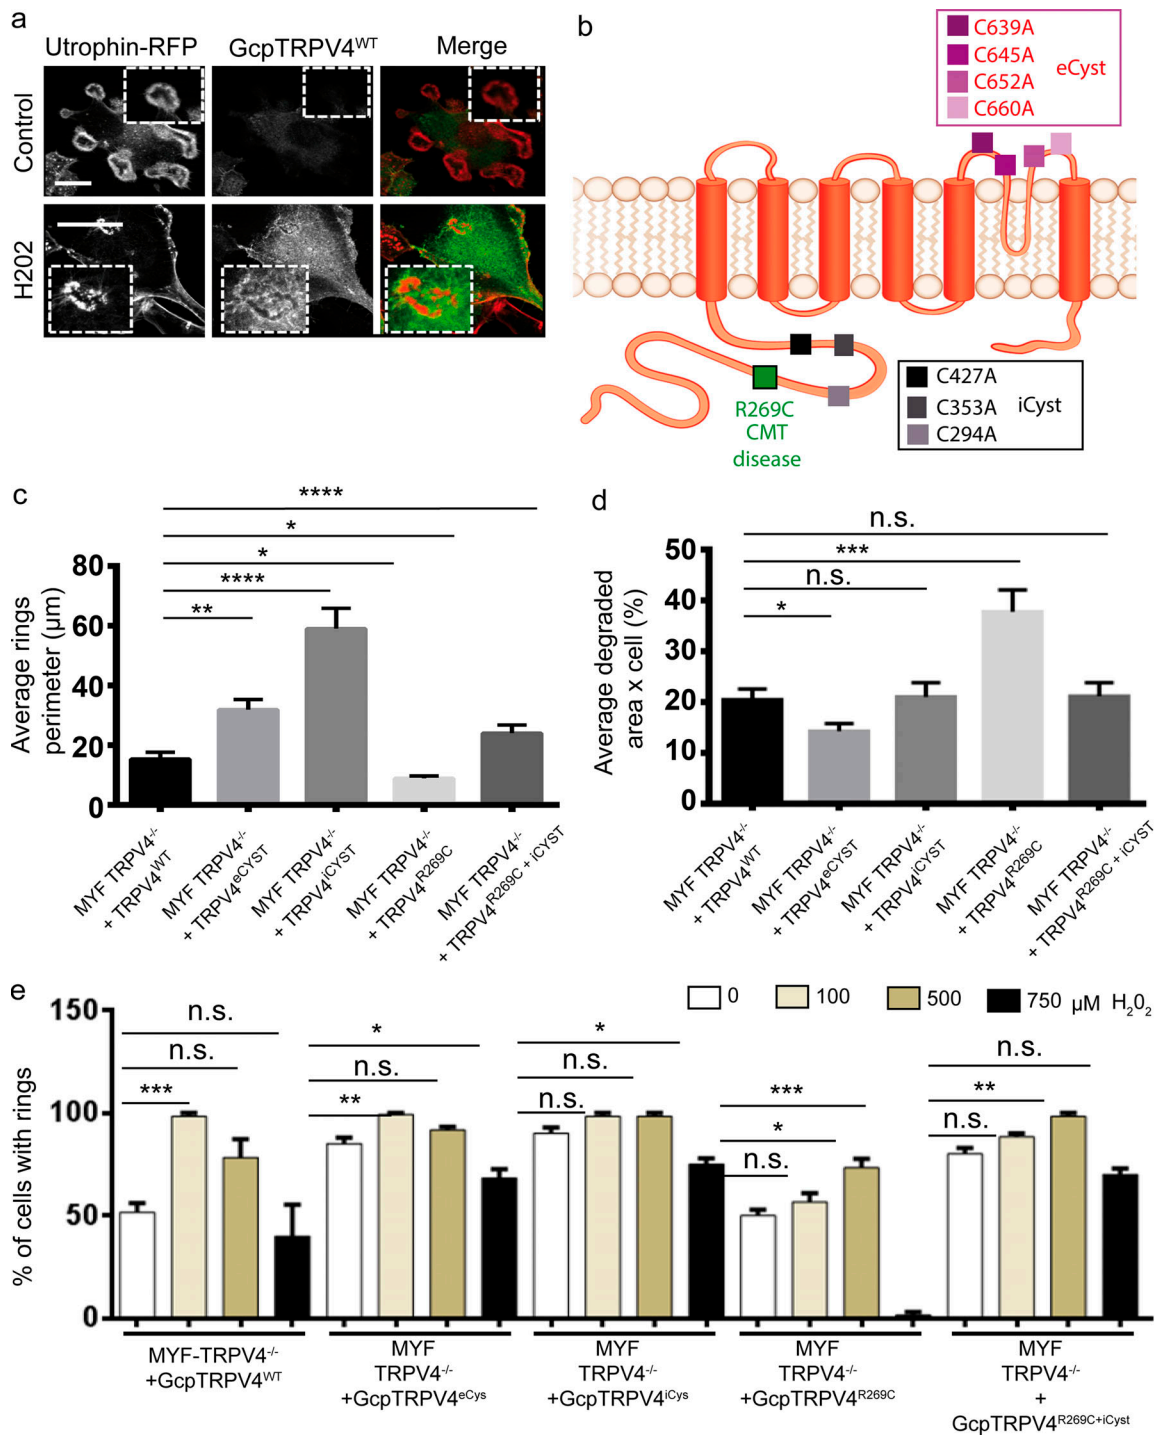 a
Utrophin-RFP GcpTRPV4WT Merge
Control
H202
b
C639A
C645A
C652A
C660A
eCyst
C427A
C353A
C294A
iCyst
R269C
CMT
disease
c
****
*
*
****
**
80
60
40
20
0
Average rings
perimeter (µm)
MYF TRPV4-/-
+ TRPV4WT
MYF TRPV4-/-
+ TRPV4eCYST
MYF TRPV4-/-
+ TRPV4iCYST
MYF TRPV4-/-
+ TRPV4R269C
MYF TRPV4-/-
+ TRPV4R269C + iCYST
d
n.s.
***
n.s.
*
50
40
30
20
10
0
Average degraded
area x cell (%)
MYF TRPV4-/-
+ TRPV4WT
MYF TRPV4-/-
+ TRPV4eCYST
MYF TRPV4-/-
+ TRPV4iCYST
MYF TRPV4-/-
+ TRPV4R269C
MYF TRPV4-/-
+ TRPV4R269C + iCYST
e
0 100 500 750 µM H202
150
100
50
0
% of cells with rings
n.s.
n.s.
***
*
n.s.
**
*
n.s.
n.s.
***
*
n.s.
n.s.
**
n.s.
MYF-TRPV4-/-
+GcpTRPV4WT
MYF
TRPV4-/-
+GcpTRPV4eCys
MYF
TRPV4-/-
+GcpTRPV4iCys
MYF
TRPV4-/-
+GcpTRPV4R269C
MYF
TRPV4-/-
+
GcpTRPV4R269C+iCyst